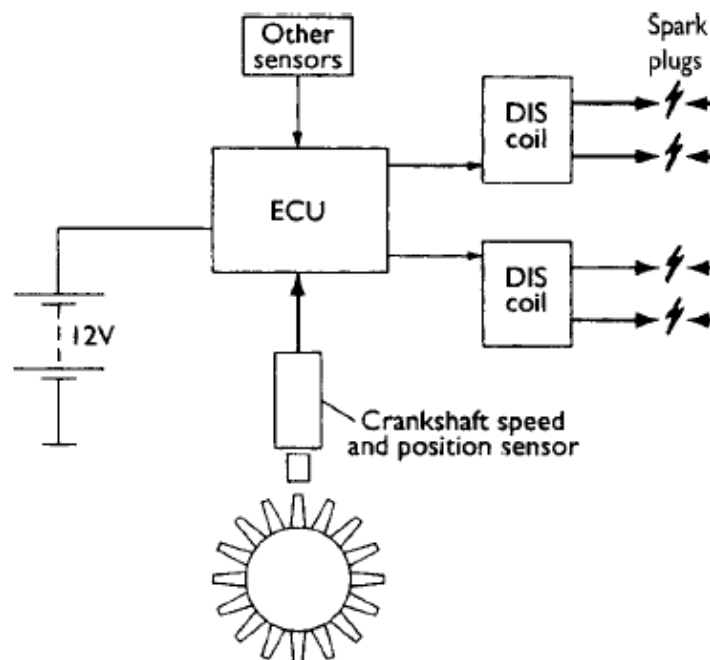 Other
sensors
Spark
plugs
DIS
coil
ECU
DIS
coil
12V
Crankshaft speed
and position sensor